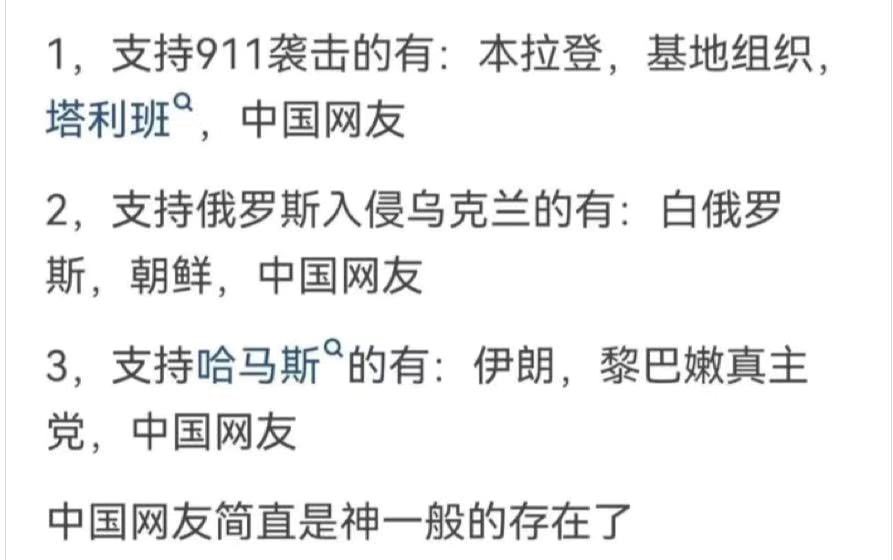 1，支持911袭击的有：本拉登，基地组织，
塔利班，中国网友
2，支持俄罗斯入侵乌克兰的有：白俄罗
斯，朝鲜，中国网友
3，支持哈马斯的有：伊朗，黎巴嫩真主
党，中国网友
中国网友简直是神一般的存在了